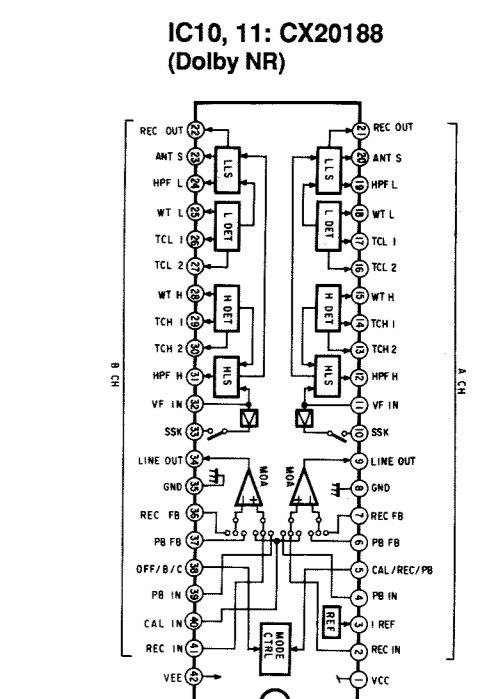 IC10, 11: CX20188
(Dolby NR)
REC OUT 22 21 REC OUT
ANT S 23 LLS LLS 20 ANT S
HPF L 24 19 HPF L
WT L 25 L DET L DET 18 WT L
TCL 1 26 17 TCL 1
TCL 2 27 16 TCL 2
WT H 28 H DET H DET 15 WT H
TCH 1 29 14 TCH 1
TCH 2 30 13 TCH 2
B CH A CH
HPF H 31 HLS HLS 12 HPF H
VF IN 32 11 VF IN
SSK 33 10 SSK
LINE OUT 34 9 LINE OUT
MOA MOA
GND 35 8 GND
- + + -
REC FB 36 7 REC FB
PB FB 37 6 PB FB
OFF/B/C 38 5 CAL/REC/PB
PB IN 39 4 PB IN
CAL IN 40 REF 3 I REF
MODE
CTRL
REC IN 41 2 REC IN
VEE 42 1 VCC